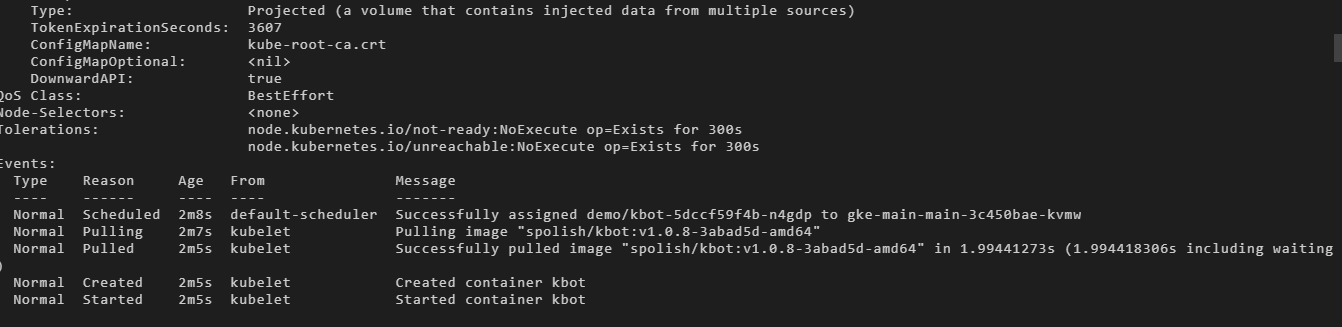 Type: Projected (a volume that contains injected data from multiple sources)
TokenExpirationSeconds: 3607
ConfigMapName: kube-root-ca.crt
ConfigMapOptional: <nil>
DownwardAPI: true
QoS Class: BestEffort
Node-Selectors: <none>
Tolerations: node.kubernetes.io/not-ready:NoExecute op=Exists for 300s
node.kubernetes.io/unreachable:NoExecute op=Exists for 300s
Events:
Type Reason Age From Message
---- ------ ---- ---- -------
Normal Scheduled 2m8s default-scheduler Successfully assigned demo/kbot-5dccf59f4b-n4gdp to gke-main-main-3c450bae-kvmw
Normal Pulling 2m7s kubelet Pulling image "spolish/kbot:v1.0.8-3abad5d-amd64"
Normal Pulled 2m5s kubelet Successfully pulled image "spolish/kbot:v1.0.8-3abad5d-amd64" in 1.99441273s (1.994418306s including waiting
)
Normal Created 2m5s kubelet Created container kbot
Normal Started 2m5s kubelet Started container kbot